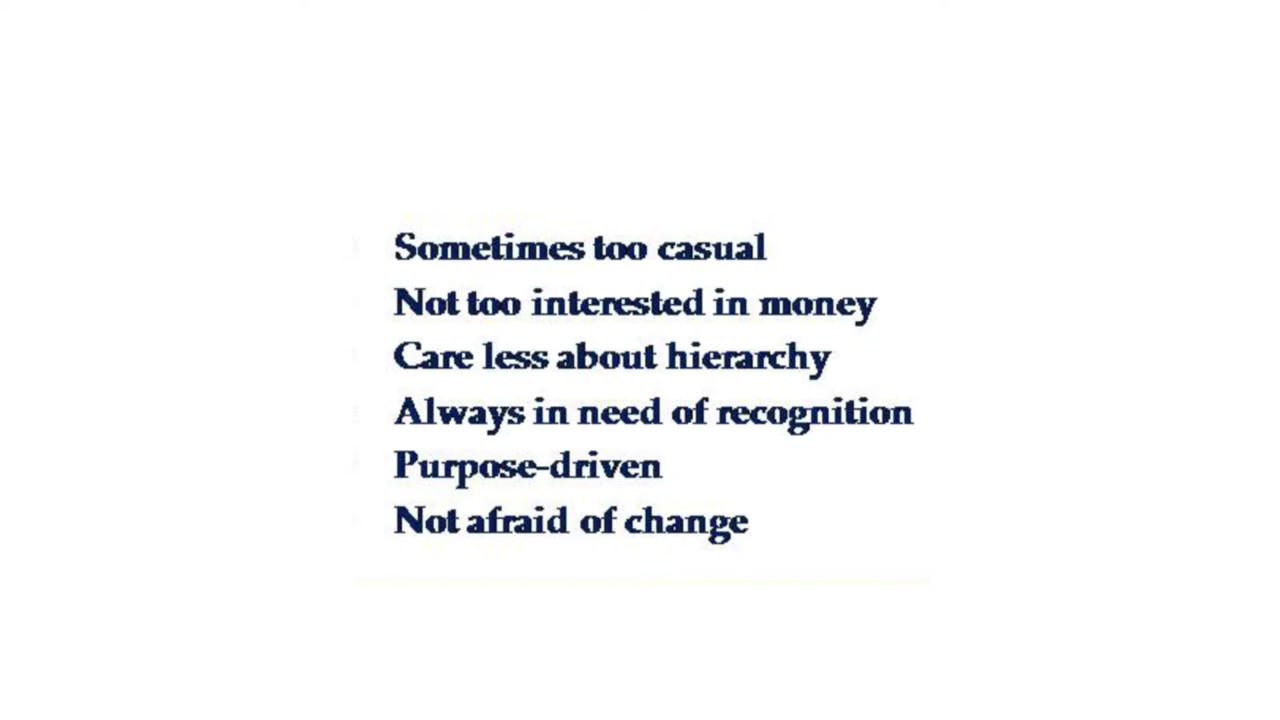 Sometimes too casual
Not too interested in money
Care less about hierarchy
Always in need of recognition
Purpose-driven
Not afraid of change